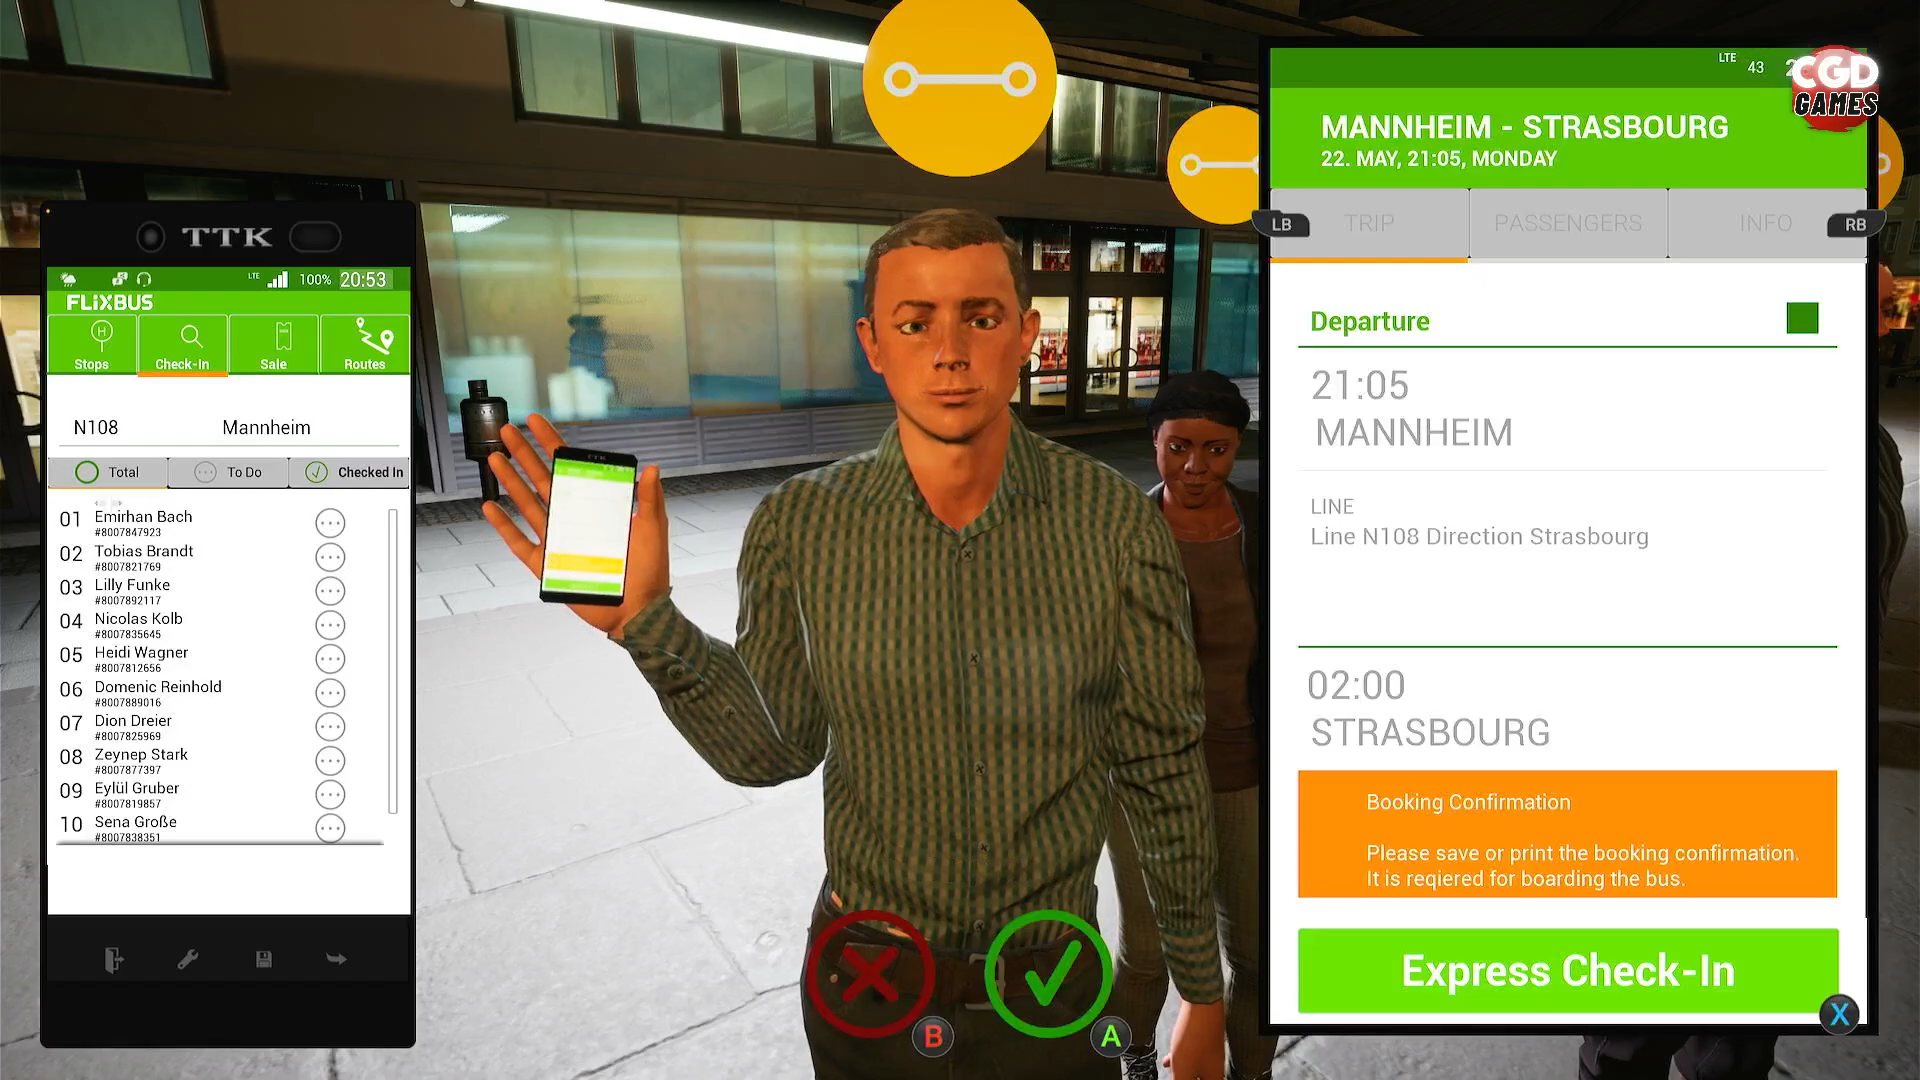 TTK
LTE 100% 20:53
FLiXBUS
Stops Check-In Sale Routes
N108 Mannheim
Total To Do Checked In
01 Emirhan Bach
#8007847923
02 Tobias Brandt
#8007821769
03 Lilly Funke
#8007892117
04 Nicolas Kolb
#8007835645
05 Heidi Wagner
#8007812656
06 Domenic Reinhold
#8007889016
07 Dion Dreier
#8007825969
08 Zeynep Stark
#8007877397
09 Eylül Gruber
#8007819857
10 Sena Große
#8007838351
B
A
LTE 43
CGD
GAMES
MANNHEIM - STRASBOURG
22. MAY, 21:05, MONDAY
LB TRIP PASSENGERS INFO RB
Departure
21:05
MANNHEIM
LINE
Line N108 Direction Strasbourg
02:00
STRASBOURG
Booking Confirmation
Please save or print the booking confirmation.
It is reqiered for boarding the bus.
Express Check-In
X